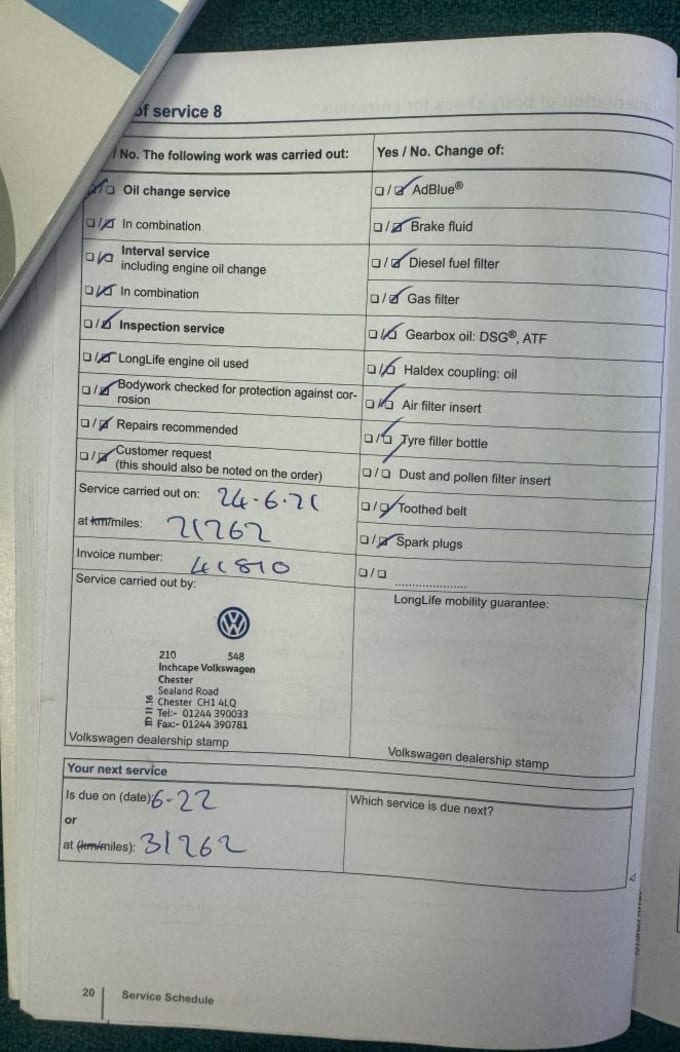 of service 8
/ No. The following work was carried out:
Oil change service
In combination
Interval service
including engine oil change
In combination
Inspection service
LongLife engine oil used
Bodywork checked for protection against cor-
rosion
Repairs recommended
Customer request
(this should also be noted on the order)
Service carried out on: 24-6-21
at km/miles: 21262
Invoice number: 41810
Service carried out by:
210 548
Inchcape Volkswagen
Chester
Sealand Road
Chester CH1 4LQ
Tel:- 01244 390033
Fax:- 01244 390781
Volkswagen dealership stamp
Yes / No. Change of:
AdBlue®
Brake fluid
Diesel fuel filter
Gas filter
Gearbox oil: DSG®, ATF
Haldex coupling: oil
Air filter insert
Tyre filler bottle
Dust and pollen filter insert
Toothed belt
Spark plugs
LongLife mobility guarantee:
Volkswagen dealership stamp
Your next service
Is due on (date): 6-22
or
at (km/miles): 31262
Which service is due next?
20 Service Schedule